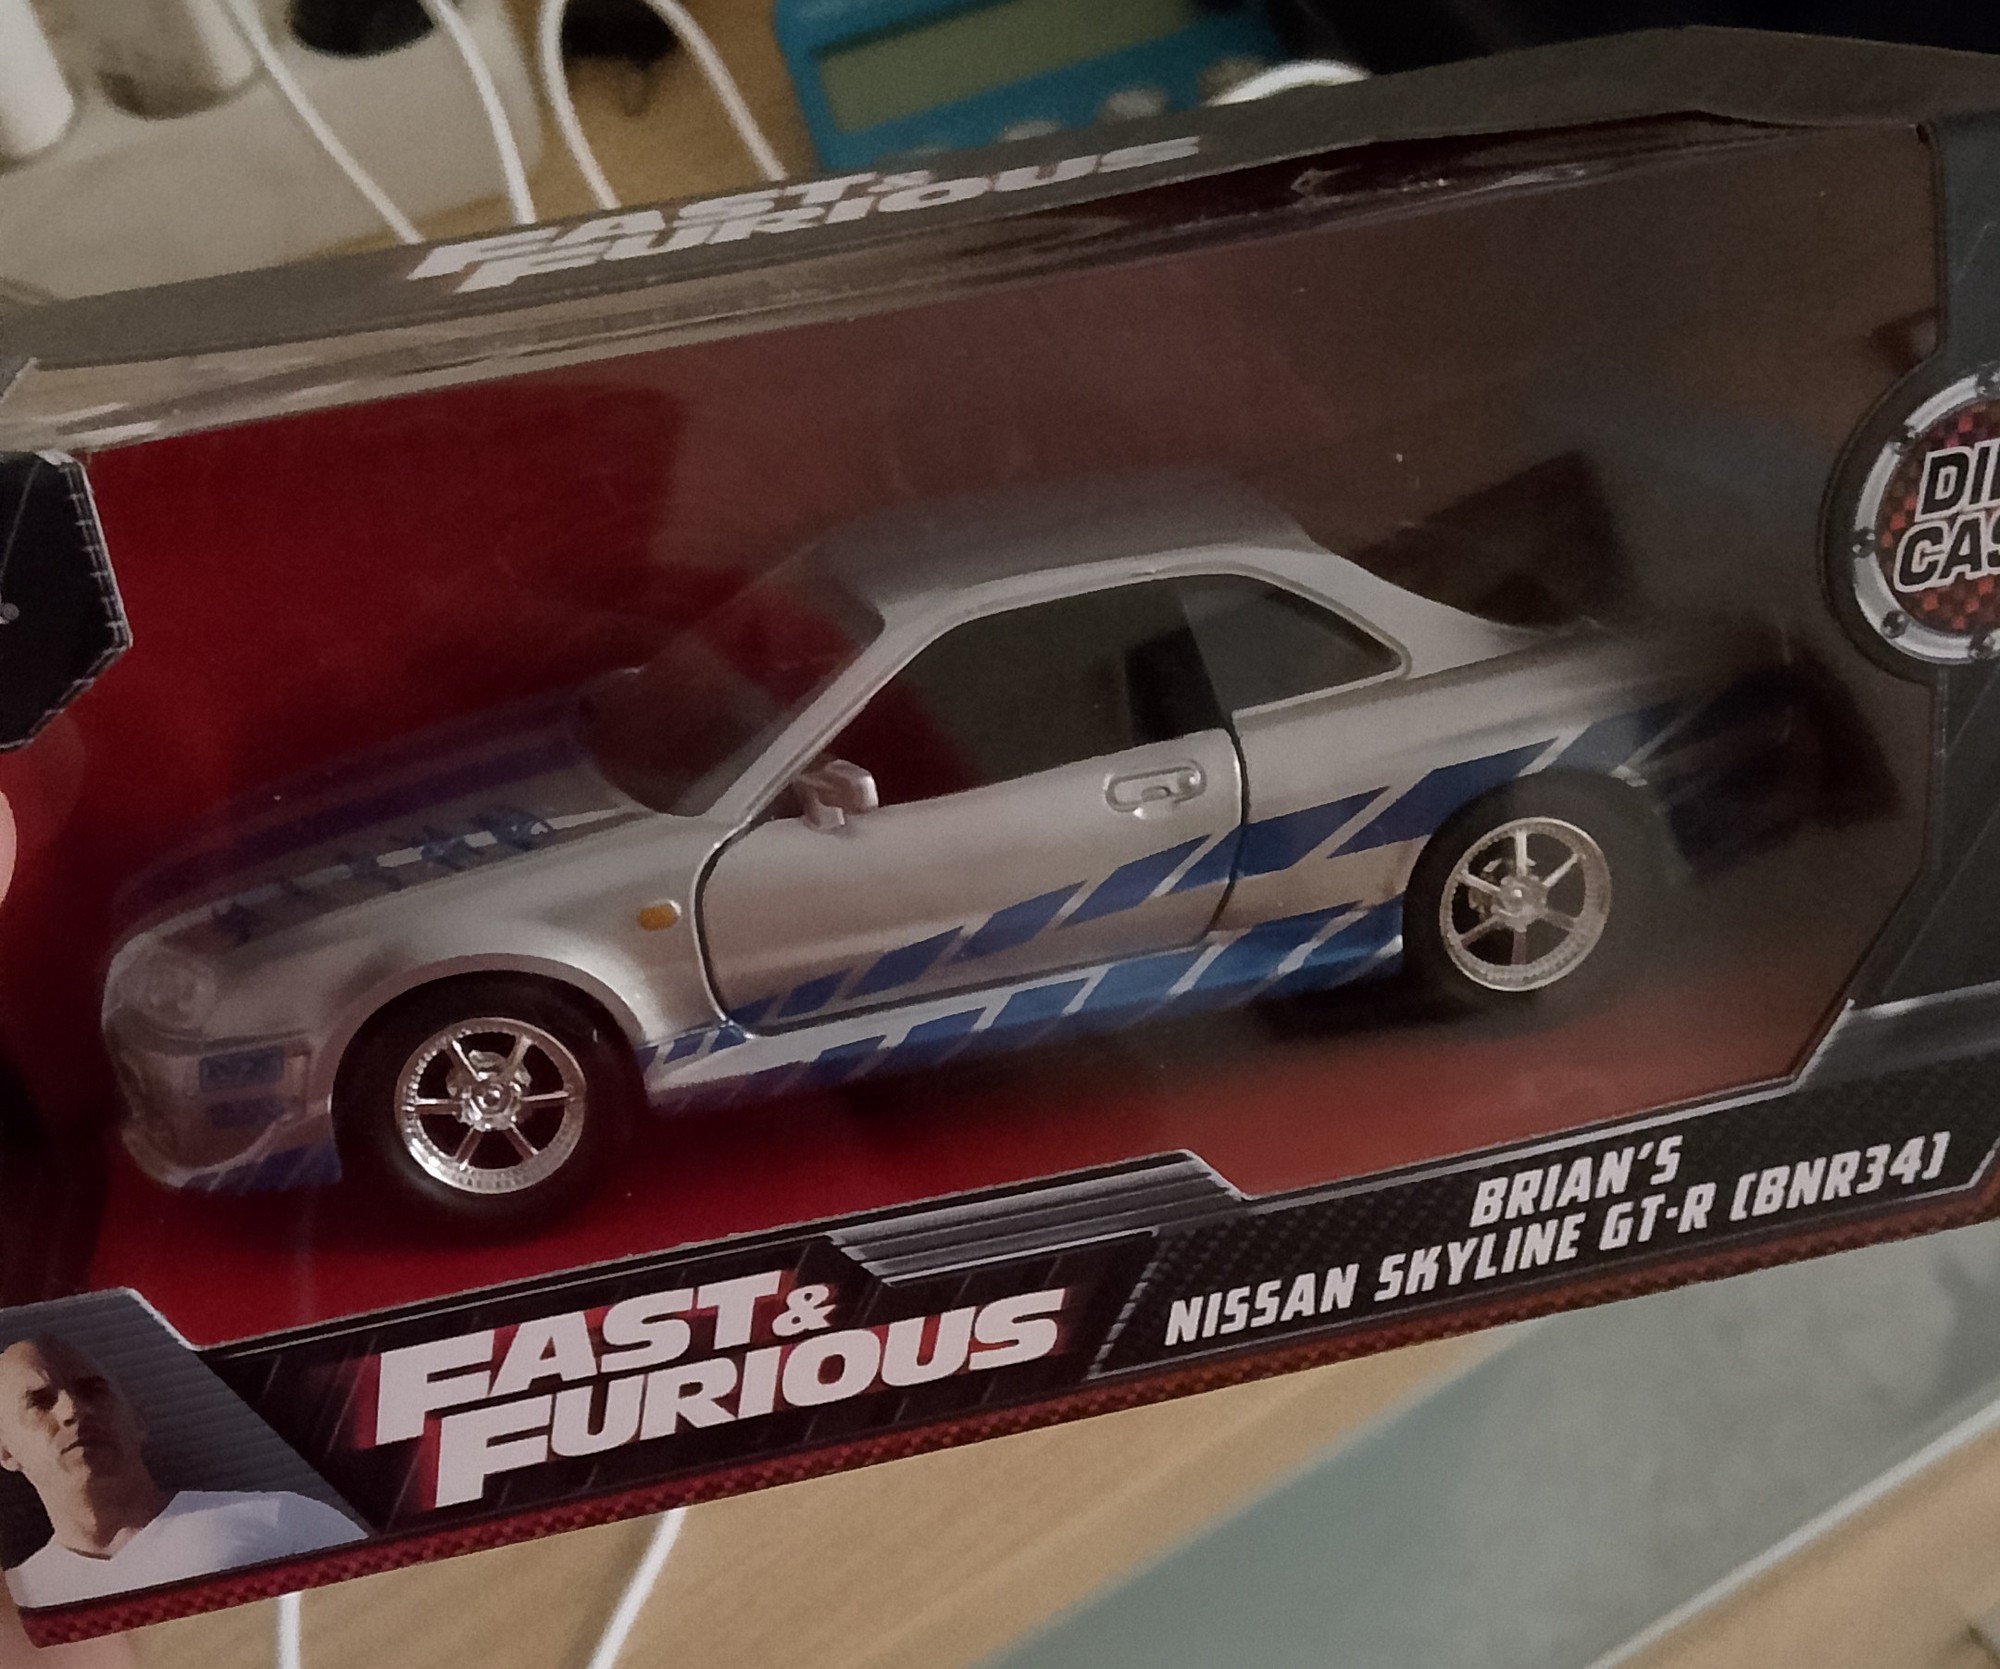 FAST &
FURIOUS
BRIAN'S
NISSAN SKYLINE GT-R [BNR34]
FAST &
FURIOUS